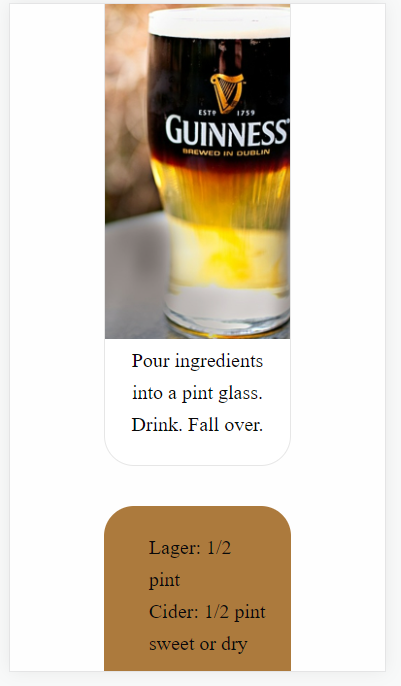 ESTD 1759
GUINNESS
BREWED IN DUBLIN
Pour ingredients
into a pint glass.
Drink. Fall over.
Lager: 1/2
pint
Cider: 1/2 pint
sweet or dry